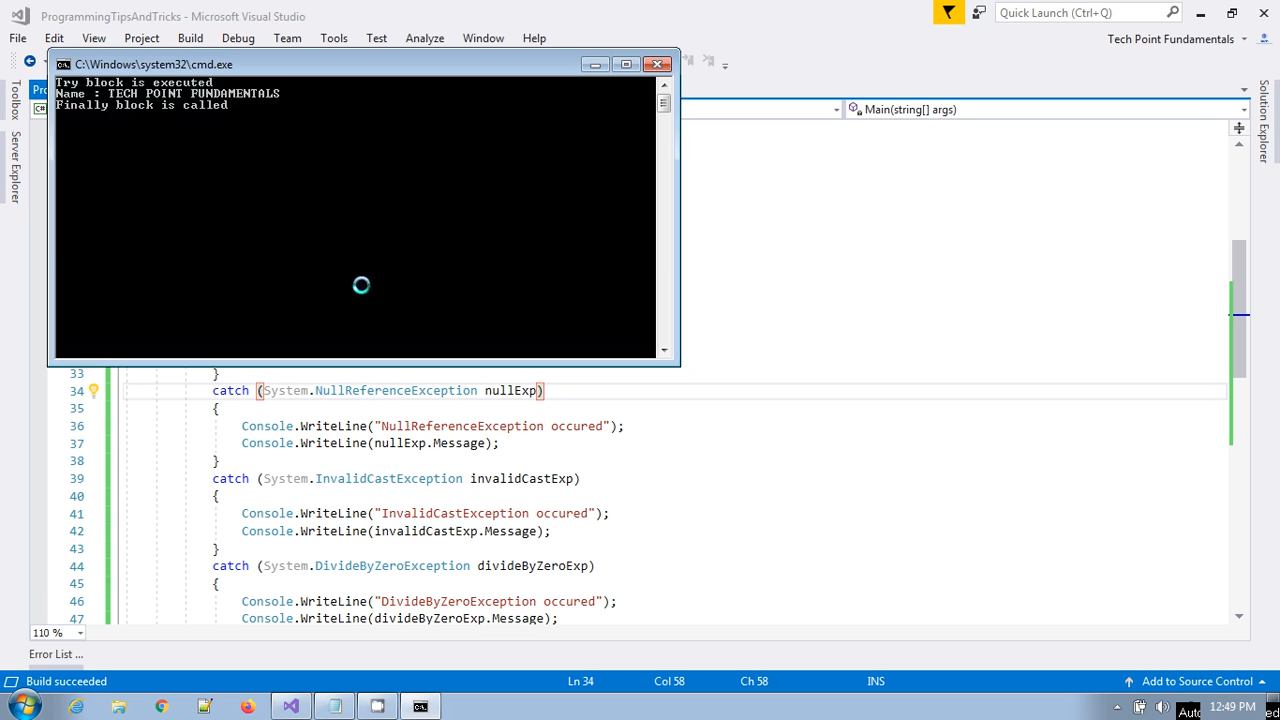 ProgrammingTipsAndTricks - Microsoft Visual Studio
Quick Launch (Ctrl+Q)
File Edit View Project Build Debug Team Tools Test Analyze Window Help
Tech Point Fundamentals
C:\Windows\system32\cmd.exe
Try block is executed
Name : TECH POINT FUNDAMENTALS
Finally block is called
Main(string[] args)
Toolbox
Server Explorer
Solution Explorer
33 }
34 catch (System.NullReferenceException nullExp)
35 {
36 Console.WriteLine("NullReferenceException occured");
37 Console.WriteLine(nullExp.Message);
38 }
39 catch (System.InvalidCastException invalidCastExp)
40 {
41 Console.WriteLine("InvalidCastException occured");
42 Console.WriteLine(invalidCastExp.Message);
43 }
44 catch (System.DivideByZeroException divideByZeroExp)
45 {
46 Console.WriteLine("DivideByZeroException occured");
47 Console.WriteLine(divideByZeroExp.Message);
110 %
Error List ...
Build succeeded Ln 34 Col 58 Ch 58 INS Add to Source Control
12:49 PM